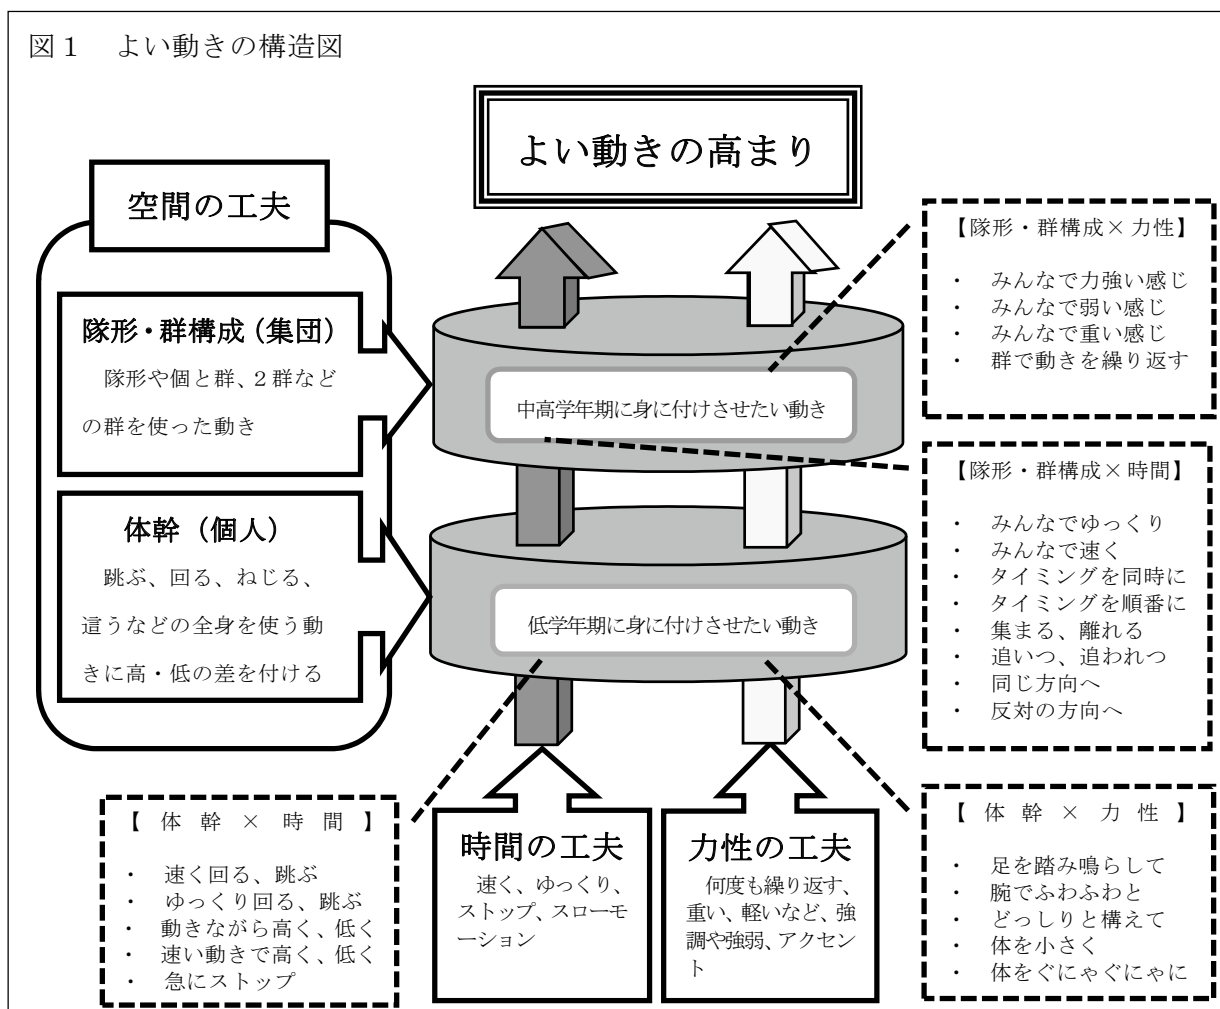 図１　よい動きの構造図
よい動きの高まり
空間の工夫
隊形・群構成（集団）
隊形や個と群、２群など
の群を使った動き
体幹（個人）
跳ぶ、回る、ねじる、
這うなどの全身を使う動
きに高・低の差を付ける
中高学年期に身に付けさせたい動き
低学年期に身に付けさせたい動き
【隊形・群構成×力性】
・　みんなで力強い感じ
・　みんなで弱い感じ
・　みんなで重い感じ
・　群で動きを繰り返す
【隊形・群構成×時間】
・　みんなでゆっくり
・　みんなで速く
・　タイミングを同時に
・　タイミングを順番に
・　集まる、離れる
・　追いつ、追われつ
・　同じ方向へ
・　反対の方向へ
【体幹×時間】
・　速く回る、跳ぶ
・　ゆっくり回る、跳ぶ
・　動きながら高く、低く
・　速い動きで高く、低く
・　急にストップ
時間の工夫
速く、ゆっくり、
ストップ、スローモ
ーション
力性の工夫
何度も繰り返す、
重い、軽いなど、強
調や強弱、アクセン
ト
【体幹×力性】
・　足を踏み鳴らして
・　腕でふわふわと
・　どっしりと構えて
・　体を小さく
・　体をぐにゃぐにゃに